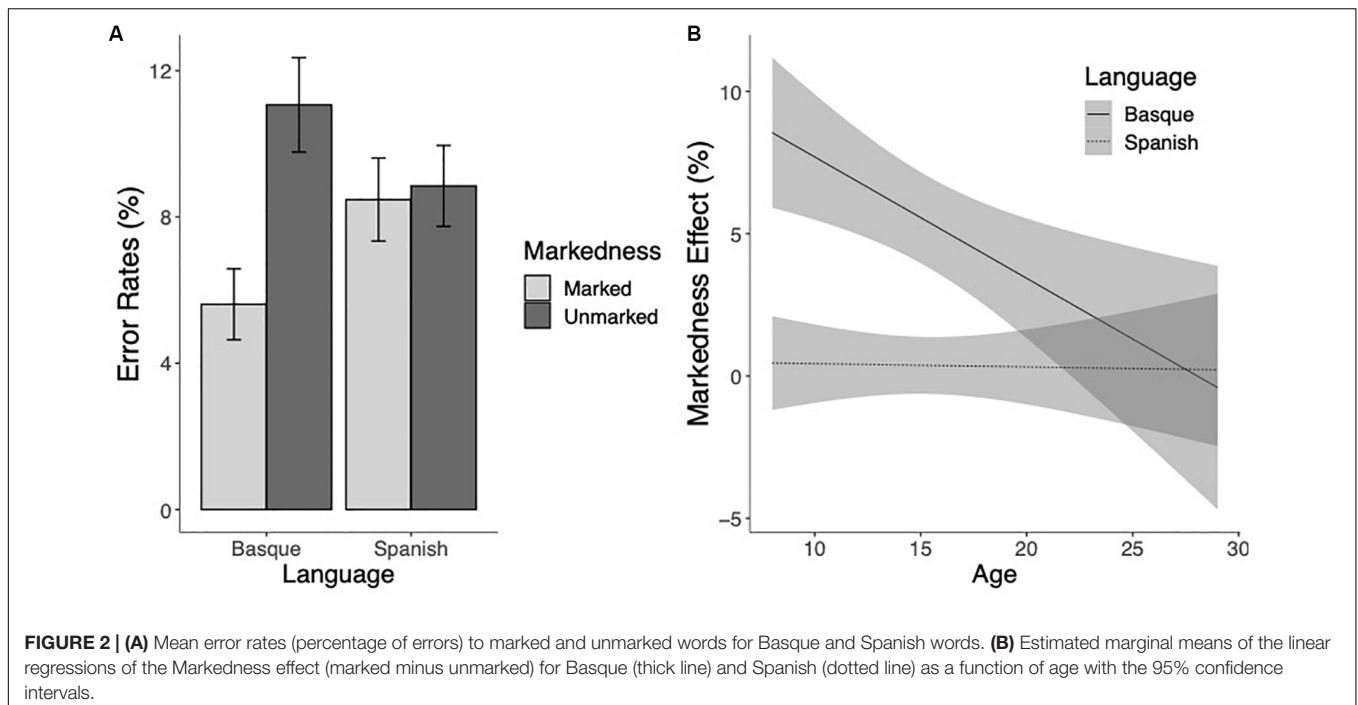 A
12
8
4
0
Error Rates (%)
Basque
Spanish
Language
Markedness
Marked
Unmarked
B
10
5
0
−5
Markedness Effect (%)
10
15
20
25
30
Age
Language
Basque
Spanish
FIGURE 2 | (A) Mean error rates (percentage of errors) to marked and unmarked words for Basque and Spanish words. (B) Estimated marginal means of the linear
regressions of the Markedness effect (marked minus unmarked) for Basque (thick line) and Spanish (dotted line) as a function of age with the 95% confidence
intervals.